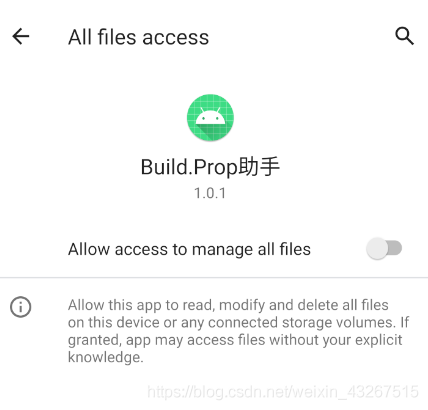 All files access
Build.Prop助手
1.0.1
Allow access to manage all files
Allow this app to read, modify and delete all files
on this device or any connected storage volumes. If
granted, app may access files without your explicit
knowledge.
https://blog.csdn.net/weixin_43267515